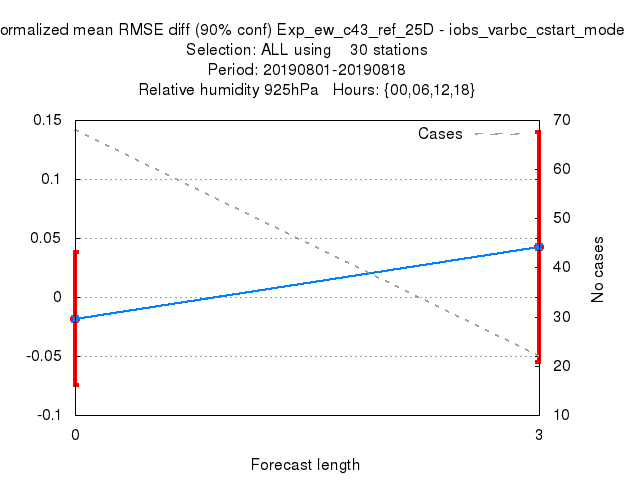 ormalized mean RMSE diff (90% conf) Exp_ew_c43_ref_25D - iobs_varbc_cstart_mode
Selection: ALL using 30 stations
Period: 20190801-20190818
Relative humidity 925hPa Hours: {00,06,12,18}
Cases
0.15
0.1
0.05
0
-0.05
-0.1
70
60
50
40
30
20
10
No cases
0
3
Forecast length